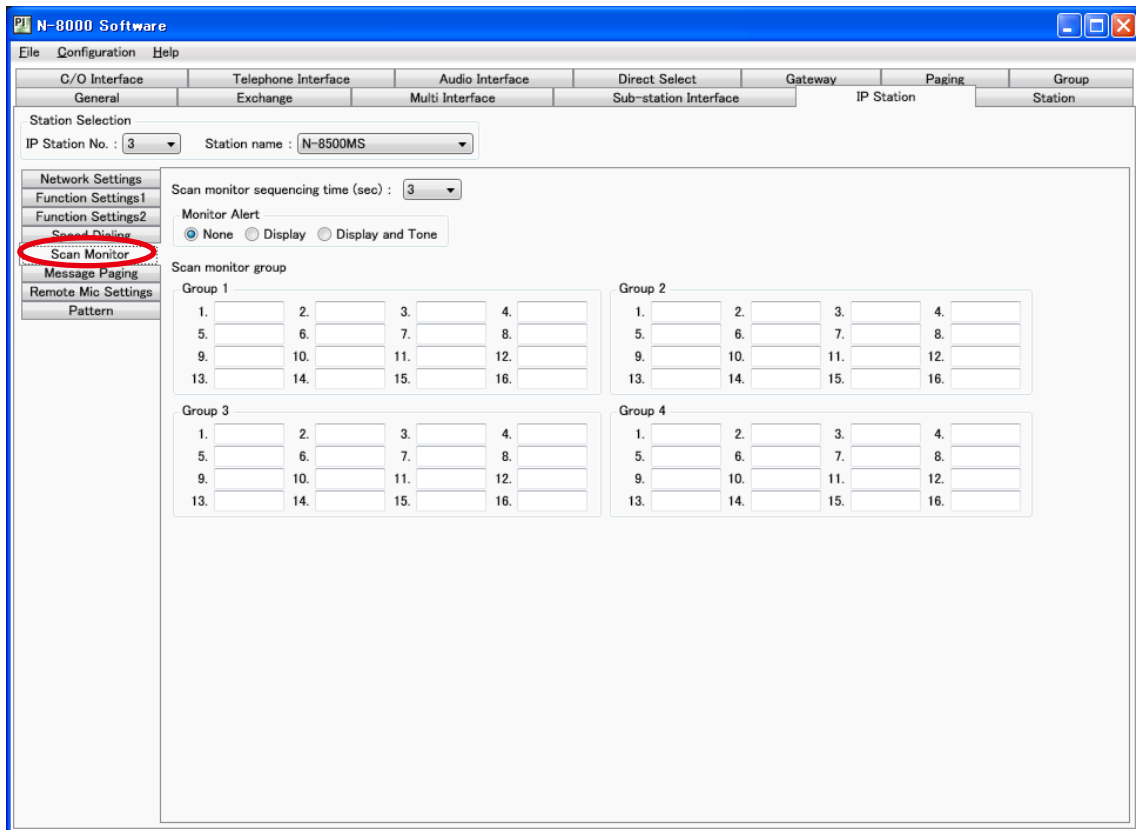 N-8000 Software
File Configuration Help
C/O Interface Telephone Interface Audio Interface Direct Select Gateway Paging Group
General Exchange Multi Interface Sub-station Interface IP Station Station
Station Selection
IP Station No. : 3 Station name : N-8500MS
Network Settings
Function Settings1
Function Settings2
Speed Dialing
Scan Monitor
Message Paging
Remote Mic Settings
Pattern
Scan monitor sequencing time (sec) : 3
Monitor Alert
None Display Display and Tone
Scan monitor group
Group 1
1. 2. 3. 4.
5. 6. 7. 8.
9. 10. 11. 12.
13. 14. 15. 16.
Group 2
1. 2. 3. 4.
5. 6. 7. 8.
9. 10. 11. 12.
13. 14. 15. 16.
Group 3
1. 2. 3. 4.
5. 6. 7. 8.
9. 10. 11. 12.
13. 14. 15. 16.
Group 4
1. 2. 3. 4.
5. 6. 7. 8.
9. 10. 11. 12.
13. 14. 15. 16.